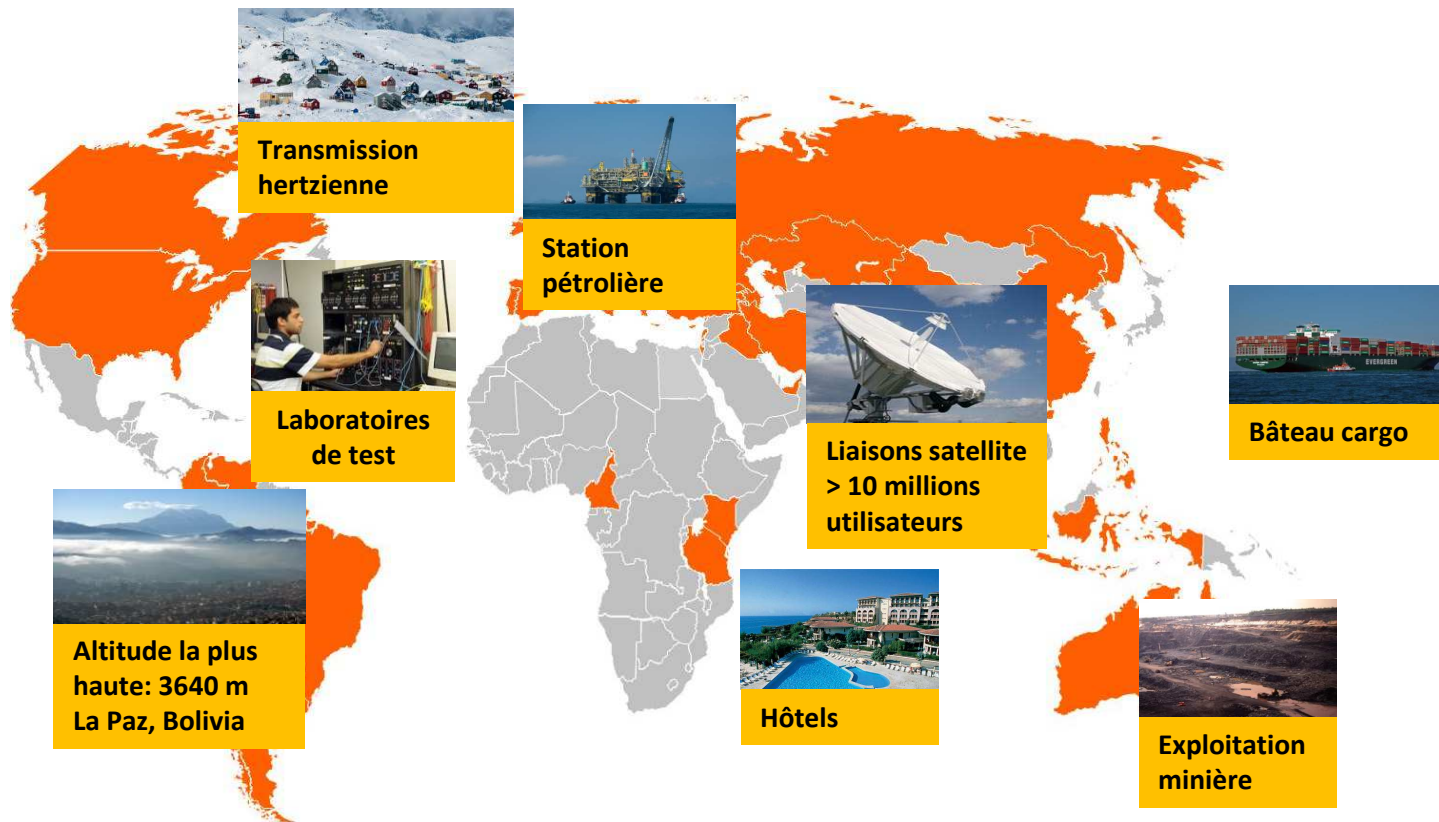 Transmission
hertzienne
Station
pétrolière
Laboratoires
de test
Liaisons satellite
> 10 millions
utilisateurs
EVERGREEN
Bâteau cargo
Altitude la plus
haute: 3640 m
La Paz, Bolivia
Hôtels
Exploitation
minière